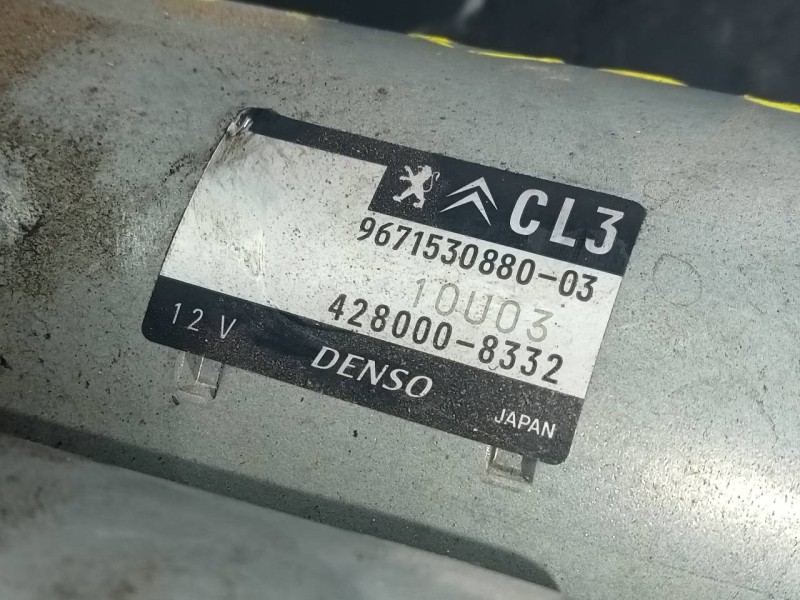 CL3
9671530880-03
10U03
428000-8332
12 V
DENSO
JAPAN